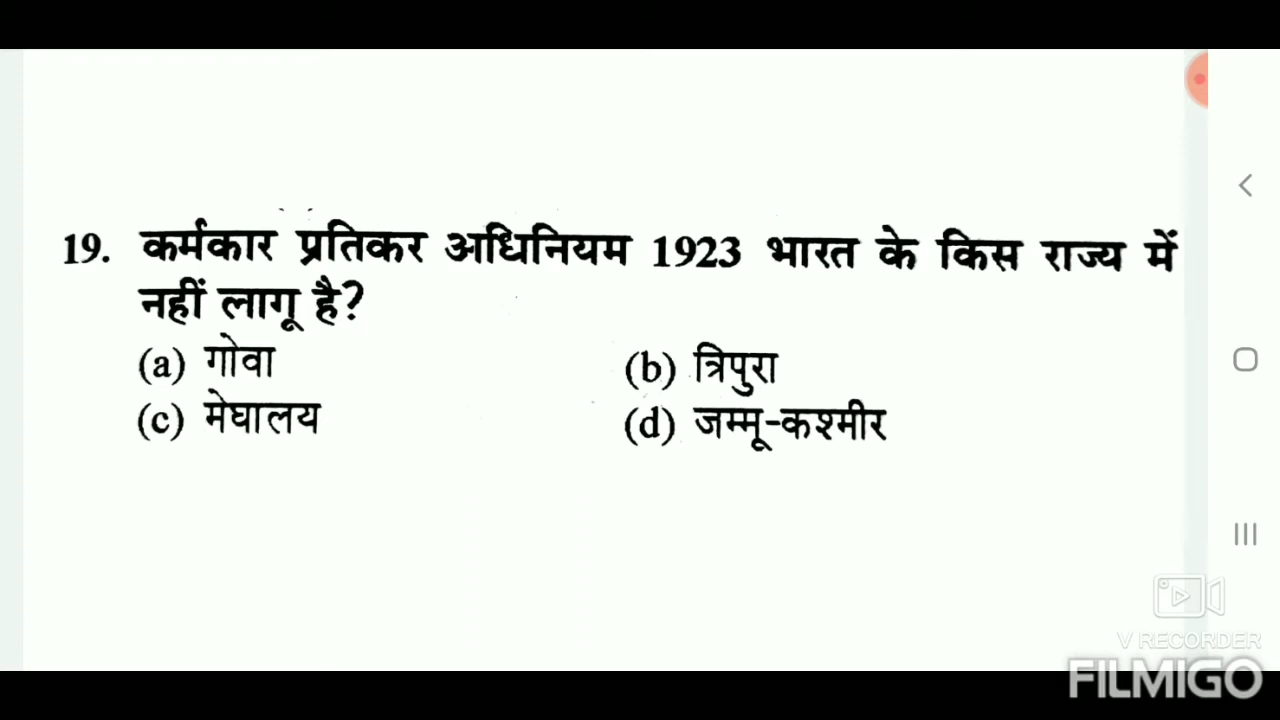 19. कर्मकार प्रतिकर अधिनियम 1923 भारत के किस राज्य में
नहीं लागू है?
(a) गोवा (b) त्रिपुरा
(c) मेघालय (d) जम्मू-कश्मीर
V RECORDER
FILMIGO